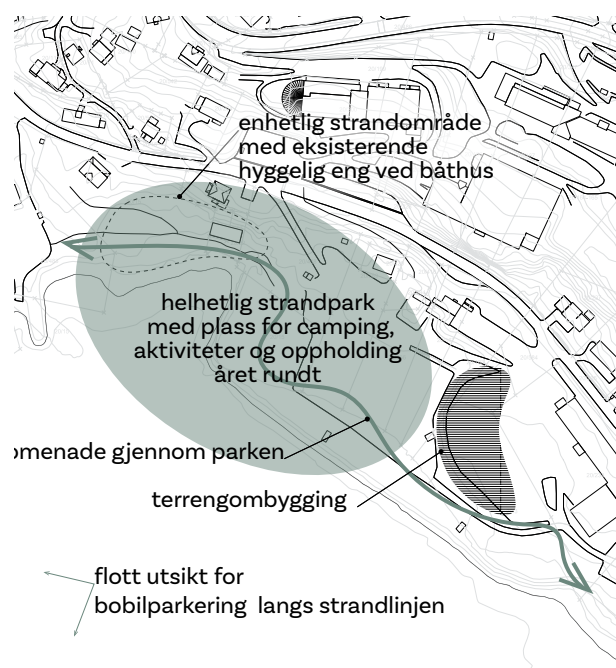 enhetlig strandområde
med eksisterende
hyggelig eng ved båthus
helhetlig strandpark
med plass for camping,
aktiviteter og oppholding
året rundt
omenade gjennom parken
terrengombygging
flott utsikt for
bobilparkering langs strandlinjen